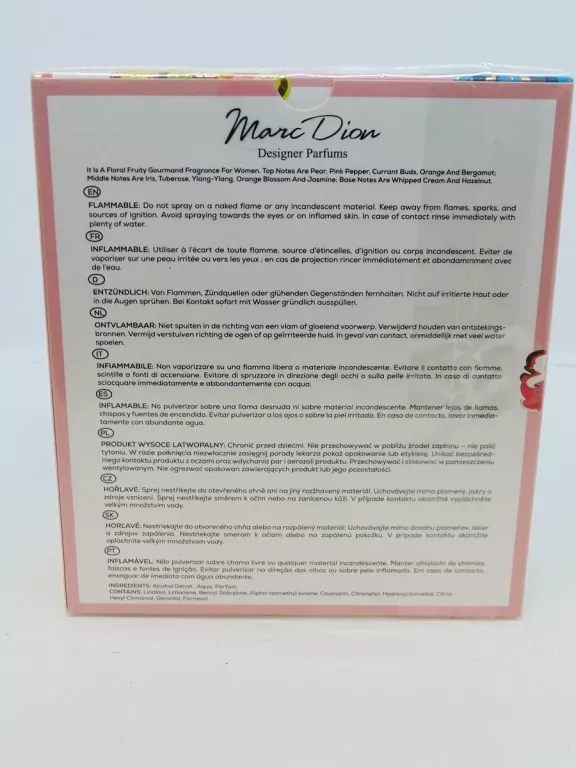 Marc Dion
Designer Parfums
It Is A Floral Fruity Gourmand Fragrance For Women. Top Notes Are Pear, Pink Pepper, Currant Buds, Orange And Bergamot;
Middle Notes Are Iris, Tuberose, Ylang-Ylang, Orange Blossom And Jasmine; Base Notes Are Whipped Cream And Hazelnut.
EN
FLAMMABLE: Do not spray on a naked flame or any incandescent material. Keep away from flames, sparks, and
sources of ignition. Avoid spraying towards the eyes or on inflamed skin. In case of contact rinse immediately with
plenty of water.
FR
INFLAMMABLE: Utiliser à l'écart de toute flamme, source d'étincelles, d'ignition ou corps incandescent. Eviter de
vaporiser sur une peau irritée ou vers les yeux ; en cas de projection rincer immédiatement et abondammment avec
de l'eau.
D
ENTZÜNDLICH: Von Flammen, Zündquellen oder glühenden Gegenständen fernhalten. Nicht auf irritierte Haut oder
in die Augen sprühen. Bei Kontakt sofort mit Wasser gründlich ausspülen.
NL
ONTVLAMBAAR: Niet spuiten in de richting van een vlam of gloeiend voorwerp. Verwijderd houden van ontstekings-
brannen. Vermijd verstuiven richting de ogen of op geïrriteerde huid. In geval van contact, onmiddellijk met veel water
spoelen.
IT
INFIAMMABILE: Non vaporizzare su una fiamma libera o materiale incandescente. Evitare il contatto con fiamme,
scintille o fonti di accensione. Evitare di spruzzare in direzione degli occhi o sulla pelle irritata. In caso di contatto
sciacquare immediatamente e abbondantemente con acqua.
ES
INFLAMABLE: No pulverizar sobre una llama desnuda ni sobre material incandescente. Mantener lejos de llamas,
chispas y fuentes de encendido. Evitar pulverizar a los ojos o sobre la piel irritada. En caso de contacto, lavar inmedia-
tamente con abundante agua.
PL
PRODUKT WYSOCE LATWOPALNY: Chronić przed dziećmi. Nie przechowywać w pobliżu źrodeł zapłonu – nie palić
tytoniu. W razie połknięcia niezwłocznie zasięgnij porady lekarza pokaż opakowanie lub etykietę. Unikać bezpośred-
niego kontaktu produktu z oczami oraz wdychania par i aerozoli produktu. Przechowywać i stosować w pomieszczeniu
wentylowanym. Nie ogrzewać opakowan zawierających produkt lub jego pozostałości.
CZ
HOŘLAVÉ: Sprej nestříkejte do otevřeného ohně ani na jiný rozžhavený materiál. Uchovávejte mimo plameny, jiskry a
zdroje vznícení. Sprej nestříkejte směrem k očím nebo na zanícenou kůži. V případe kontaktu okamžitě vypláchněte
velkým množstvím vody.
SK
HORĽAVÉ: Nestriekajte do otvoreného ohňa alebo na rozpálený materiál. Uchovávajte mimo dosahu plameňov, iskier
a zdrojov zapálenia. Nestriekajte smerom k očiam alebo na zapálenú pokožku. V prípade kontaktu okamžite
opláchnite veľkým množstvom vody.
PT
INFLAMÁVEL: Não pulverizar sobre chama livre ou qualquer material incandescente. Manter afastado de chamas
faíscas e fontes de ignição. Evitar pulverizar na direção dos olhos ou sobre pele inflamada. Em caso de contacto,
enxaguar de imediato com água abundante.
INGREDIENTS: Alcohol Denat., Aqua, Parfum,
CONTAINS: Linalool, Limonene, Benzyl Salicylate, Alpha-Isomethyl Ionone, Coumarin, Citronellol, Hydroxycitronellal, Citral,
Hexyl Cinnamal, Geraniol, Farnesol